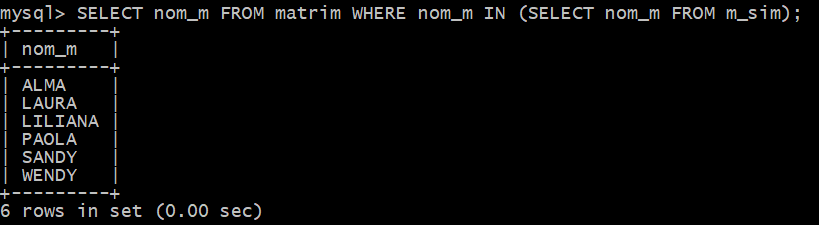 mysql> SELECT nom_m FROM matrim WHERE nom_m IN (SELECT nom_m FROM m_sim);
+---------+
| nom_m   |
+---------+
| ALMA    |
| LAURA   |
| LILIANA |
| PAOLA   |
| SANDY   |
| WENDY   |
+---------+
6 rows in set (0.00 sec)